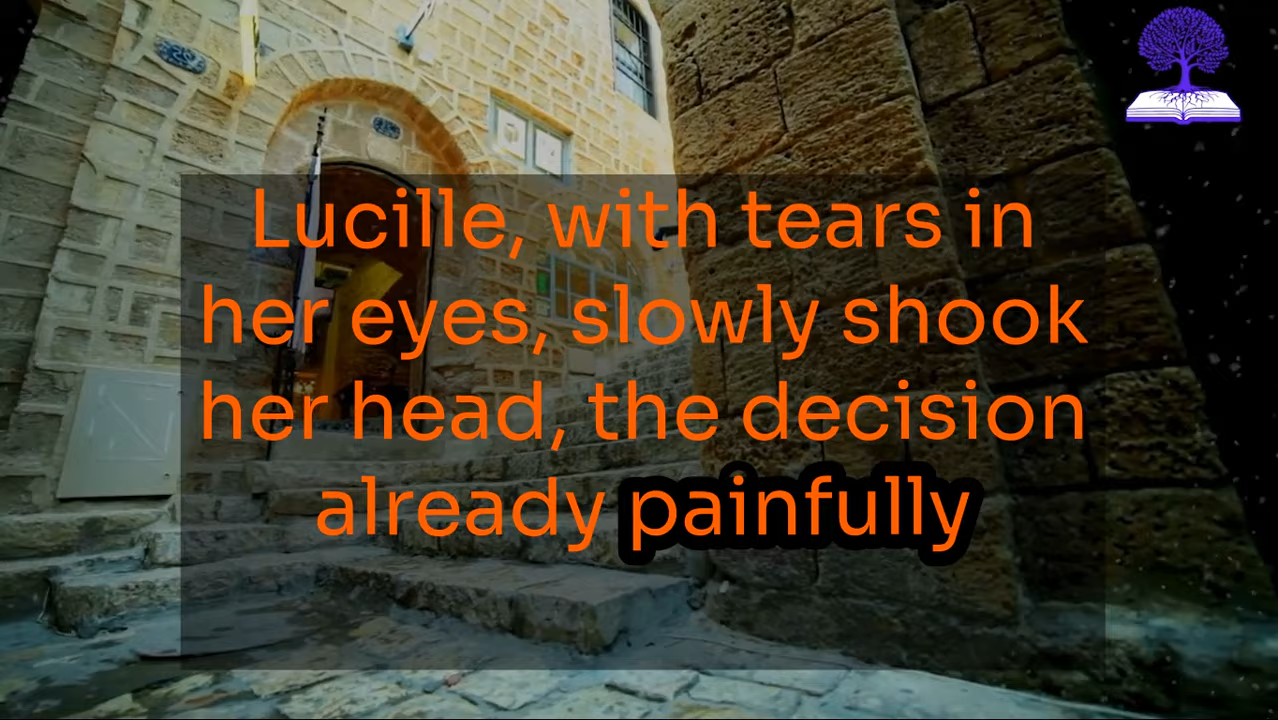 Lucille, with tears in
her eyes, slowly shook
her head, the decision
already painfully